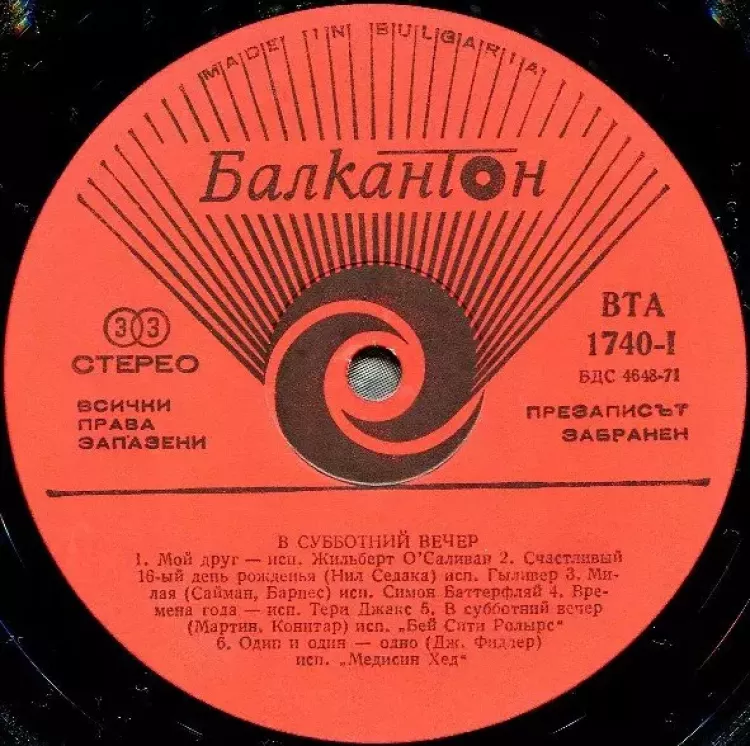 MADE IN BULGARIA
Балкантон
33
СТЕРЕО
ВСИЧКИ
ПРАВА
ЗАПАЗЕНИ
ВТА
1740-I
БДС 4648-71
ПРЕЗАПИСЪТ
ЗАБРАНЕН
В СУББОТНИЙ ВЕЧЕР
1. Мой друг — исп. Жильберт О'Саливан 2. Счастливый
16-ый день рожденья (Нил Седака) исп. Гыливер 3. Ми-
лая (Сайман, Барнес) исп. Симон Баттерфляй 4. Вре-
мена года — исп. Тери Джакс 5. В субботний вечер
(Мартин, Конитар) исп. „Бей Сити Ролырс"
6. Один и один — одно (Дж. Фидлер)
исп. „Медисин Хед"